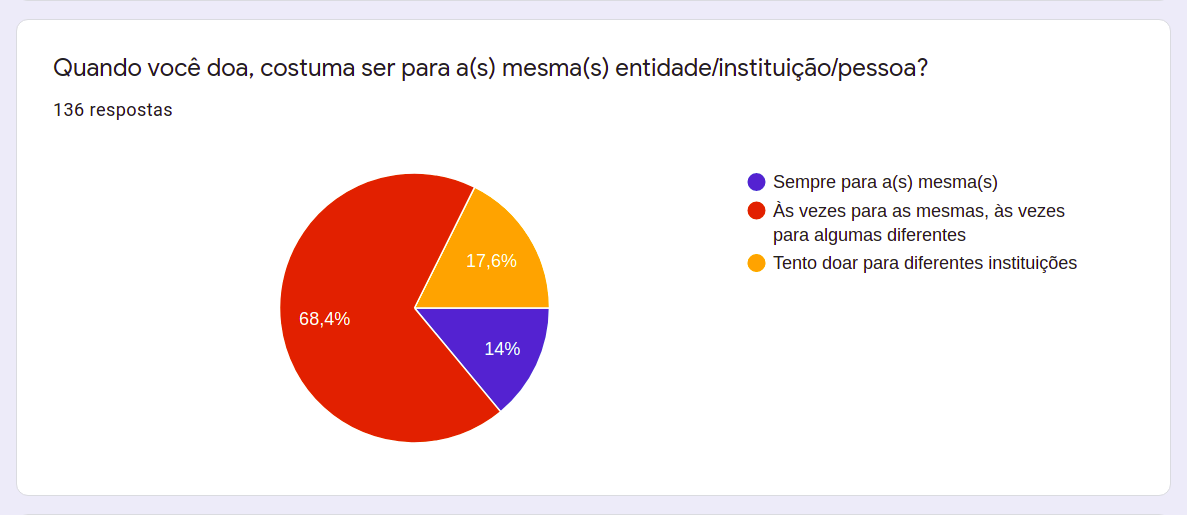 Quando você doa, costuma ser para a(s) mesma(s) entidade/instituição/pessoa?
136 respostas
17,6%
68,4%
14%
Sempre para a(s) mesma(s)
Às vezes para as mesmas, às vezes
para algumas diferentes
Tento doar para diferentes instituições